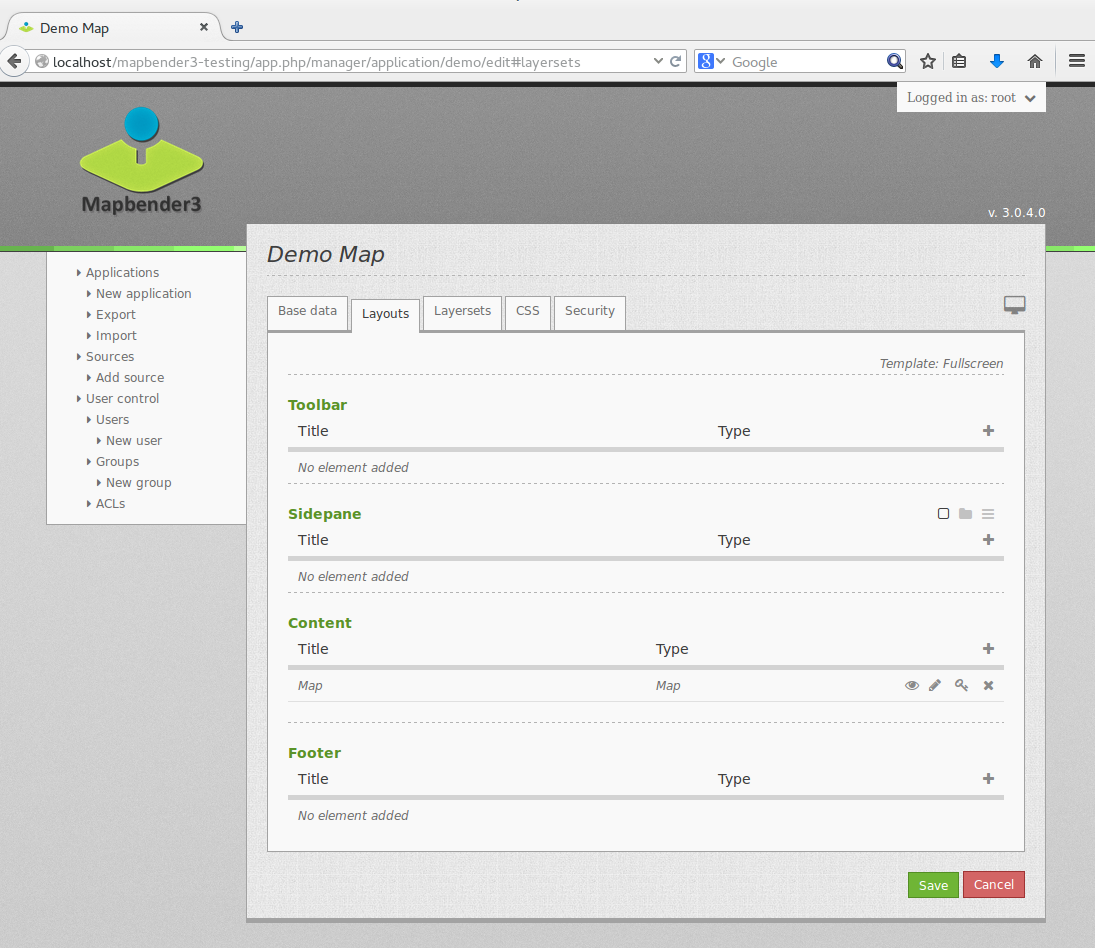 Demo Map
localhost/mapbender3-testing/app.php/manager/application/demo/edit#layersets
8
Google
Logged in as: root
Mapbender3
v. 3.0.4.0
Applications
New application
Export
Import
Sources
Add source
User control
Users
New user
Groups
New group
ACLs
Demo Map
Base data Layouts Layersets CSS Security
Template: Fullscreen
Toolbar
Title Type
No element added
Sidepane
Title Type
No element added
Content
Title Type
Map Map
Footer
Title Type
No element added
Save Cancel